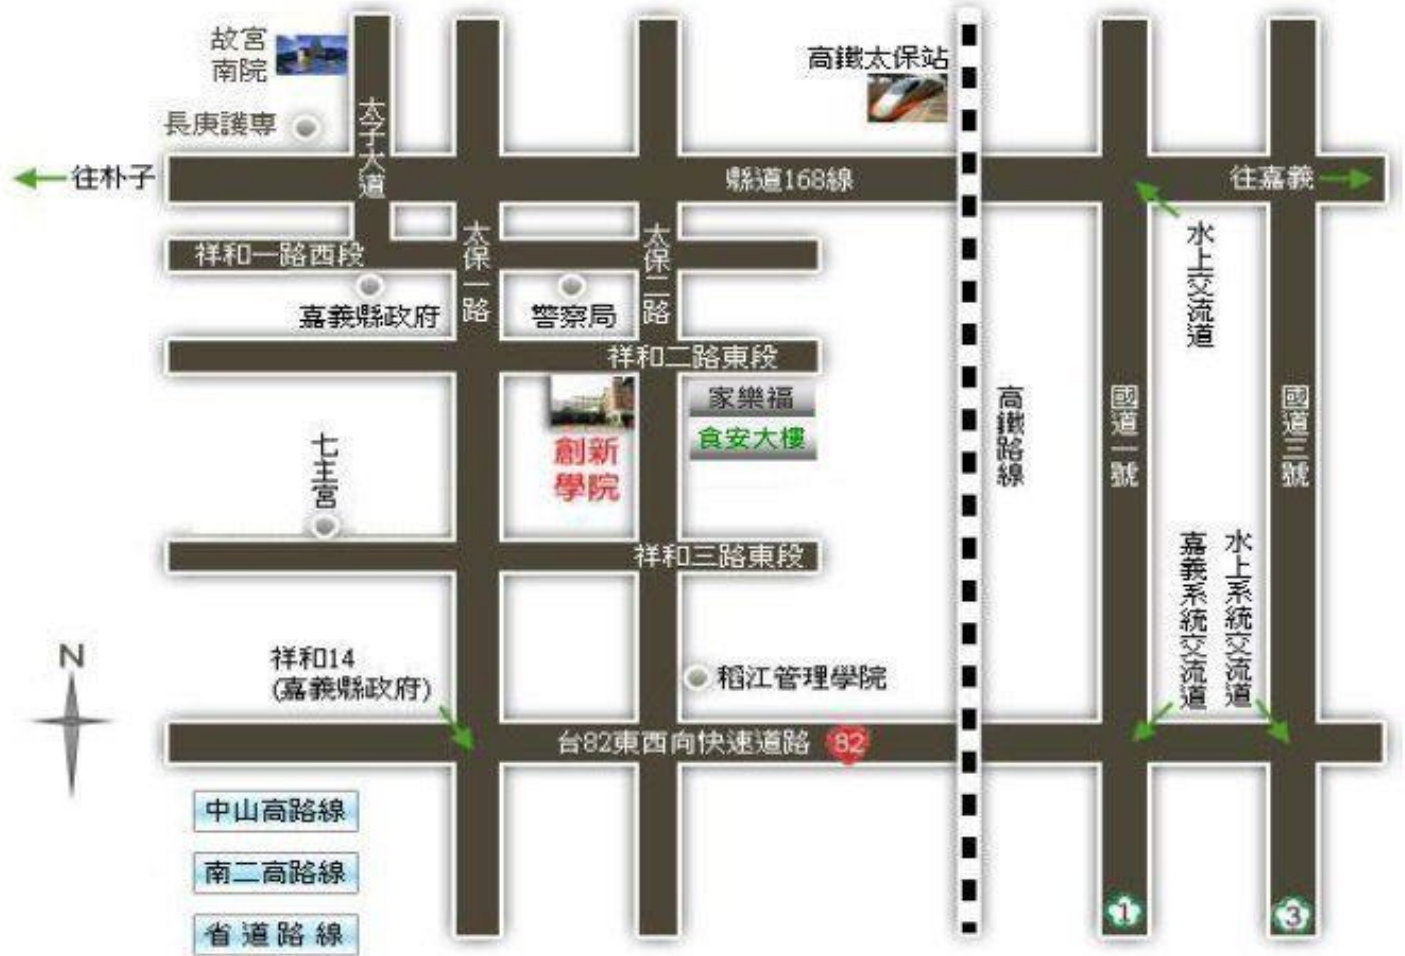 故宮
南院
長庚護專
太子大道
高鐵太保站
往朴子
縣道168線
往嘉義
祥和一路西段
太保一路
太保二路
水上交流道
嘉義縣政府
警察局
祥和二路東段
家樂福
食安大樓
創新
學院
高鐵路線
國道一號
國道三號
七主宮
祥和三路東段
嘉義系統交流道
水上系統交流道
N
祥和14
(嘉義縣政府)
稻江管理學院
台82東西向快速道路 82
中山高路線
南二高路線
省道路線
1
3